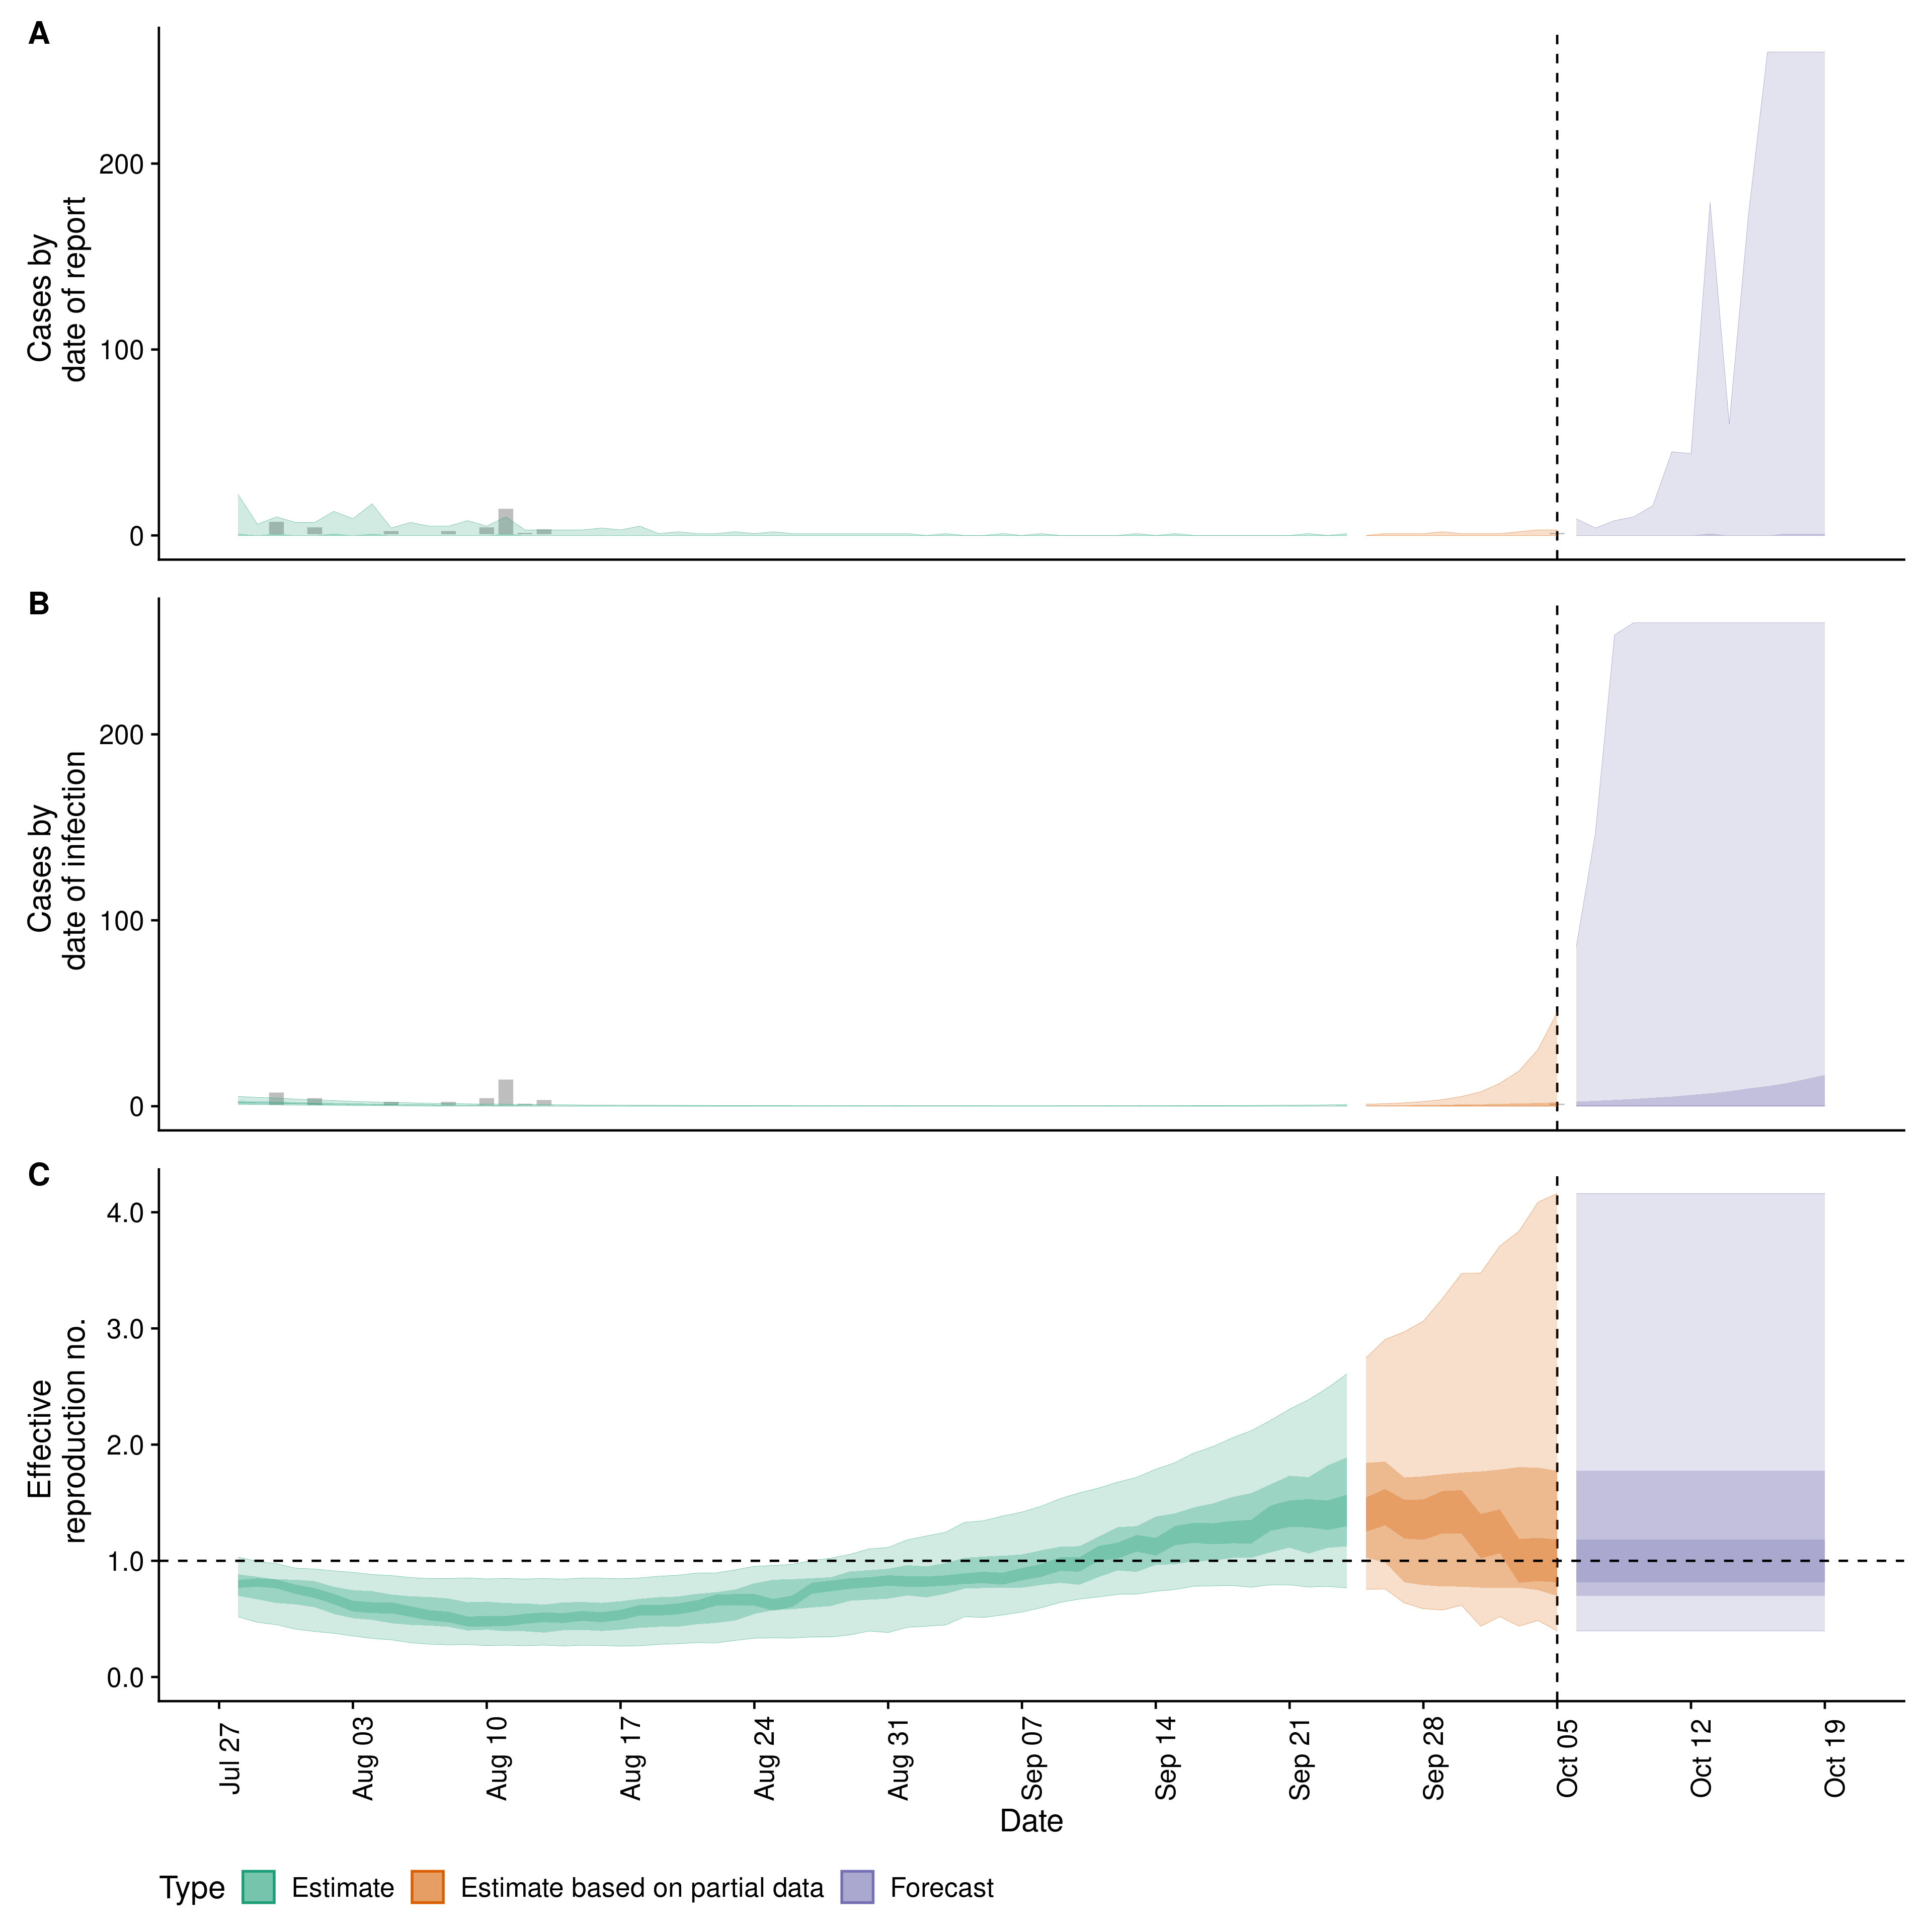 A
Cases by
date of report
200
100
0
B
Cases by
date of infection
200
100
0
C
Effective
reproduction no.
4.0
3.0
2.0
1.0
0.0
Jul 27
Aug 03
Aug 10
Aug 17
Aug 24
Aug 31
Sep 07
Sep 14
Sep 21
Sep 28
Oct 05
Oct 12
Oct 19
Date
Type Estimate Estimate based on partial data Forecast